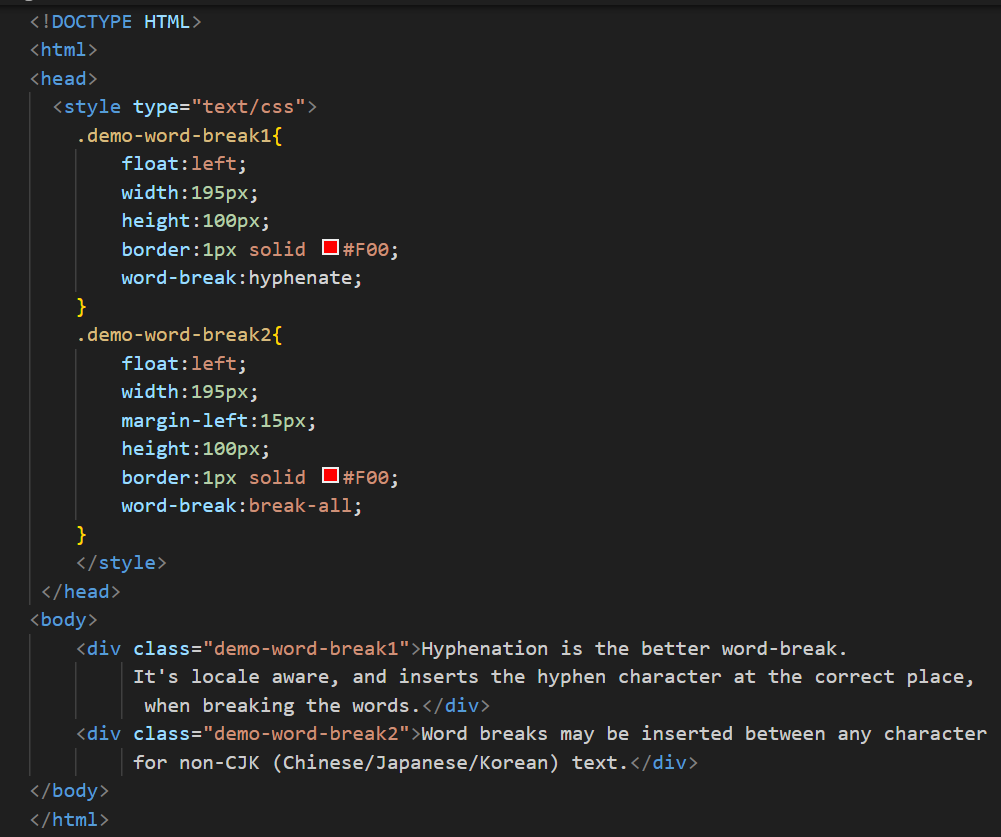 <!DOCTYPE HTML>
<html>
<head>
  <style type="text/css">
    .demo-word-break1{
        float:left;
        width:195px;
        height:100px;
        border:1px solid #F00;
        word-break:hyphenate;
    }
    .demo-word-break2{
        float:left;
        width:195px;
        margin-left:15px;
        height:100px;
        border:1px solid #F00;
        word-break:break-all;
    }
    </style>
 </head>
<body>
    <div class="demo-word-break1">Hyphenation is the better word-break.
         It's locale aware, and inserts the hyphen character at the correct place,
          when breaking the words.</div>
    <div class="demo-word-break2">Word breaks may be inserted between any character
         for non-CJK (Chinese/Japanese/Korean) text.</div>
</body>
</html>